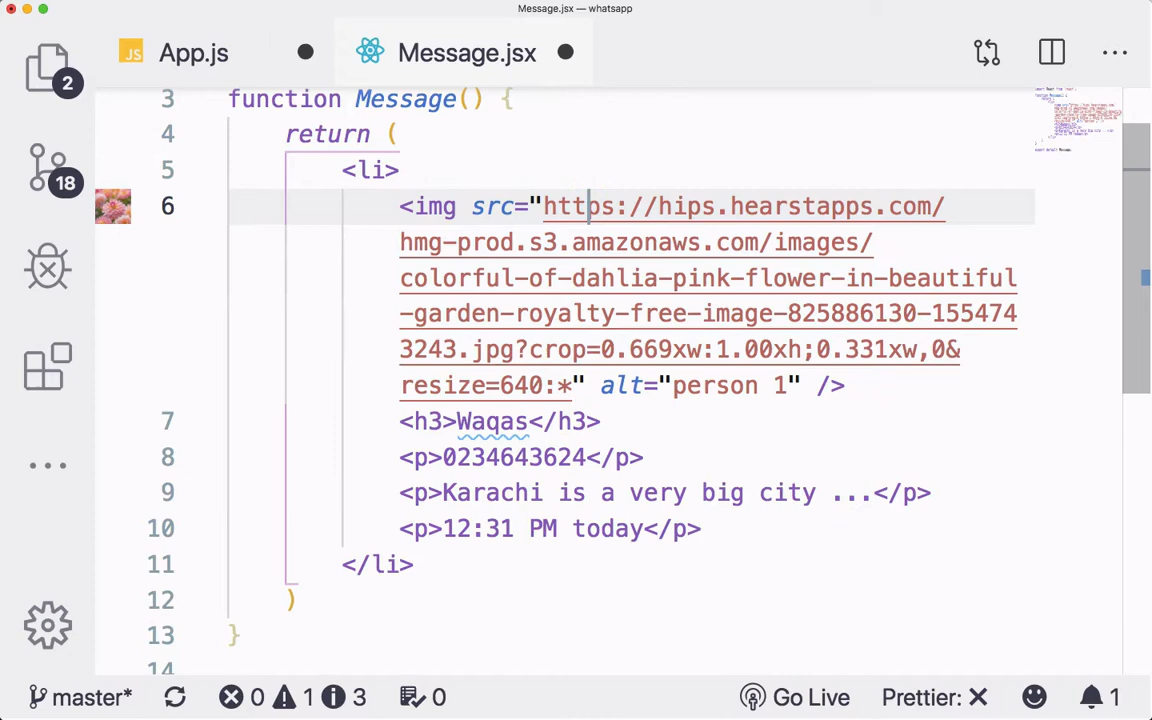 Message.jsx — whatsapp
JS App.js
Message.jsx
2
18
3 function Message() {
4 return (
5 <li>
6 <img src="https://hips.hearstapps.com/
hmg-prod.s3.amazonaws.com/images/
colorful-of-dahlia-pink-flower-in-beautiful
-garden-royalty-free-image-825886130-155474
3243.jpg?crop=0.669xw:1.00xh;0.331xw,0&
resize=640:*" alt="person 1" />
7 <h3>Waqas</h3>
8 <p>0234643624</p>
9 <p>Karachi is a very big city ...</p>
10 <p>12:31 PM today</p>
11 </li>
12 )
13 }
14
master* 0 1 3 0 Go Live Prettier: 1